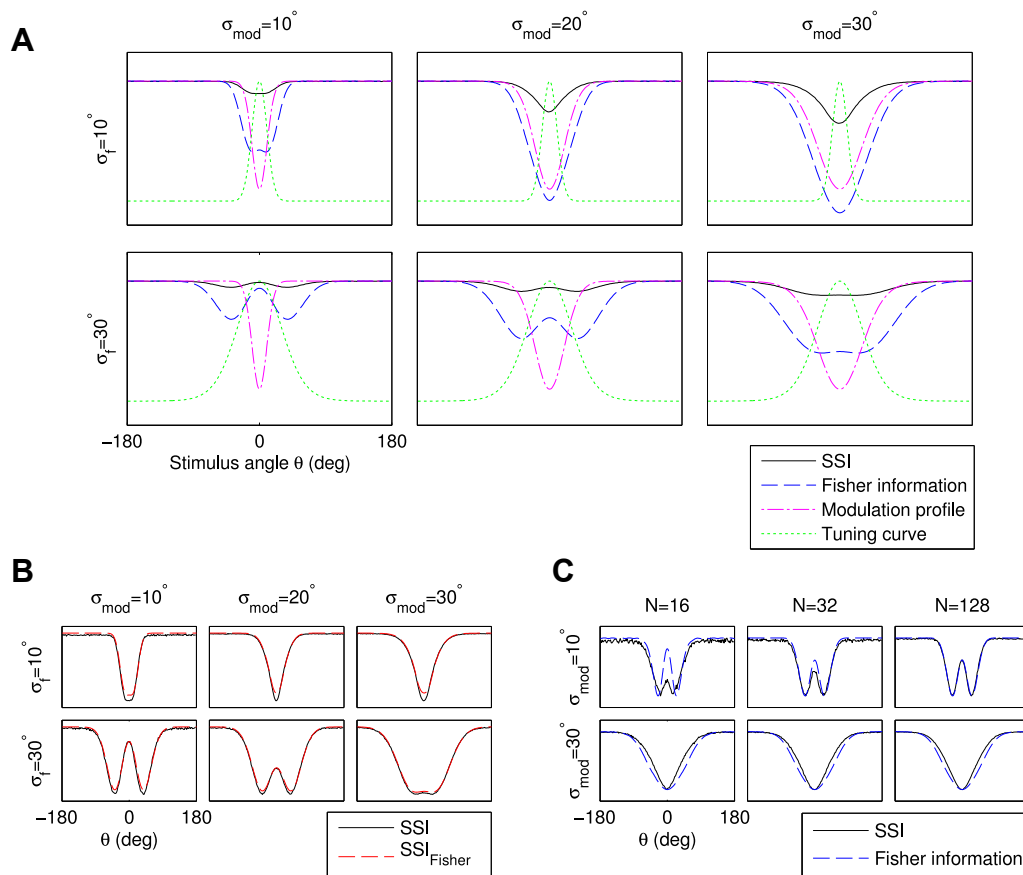 A
σmod=10°
σmod=20°
σmod=30°
σf=10°
σf=30°
−180
0
180
Stimulus angle θ (deg)
SSI
Fisher information
Modulation profile
Tuning curve
B
σmod=10°
σmod=20°
σmod=30°
σf=10°
σf=30°
−180
0
180
θ (deg)
SSI
SSIFisher
C
N=16
N=32
N=128
σmod=10°
σmod=30°
−180
0
180
θ (deg)
SSI
Fisher information